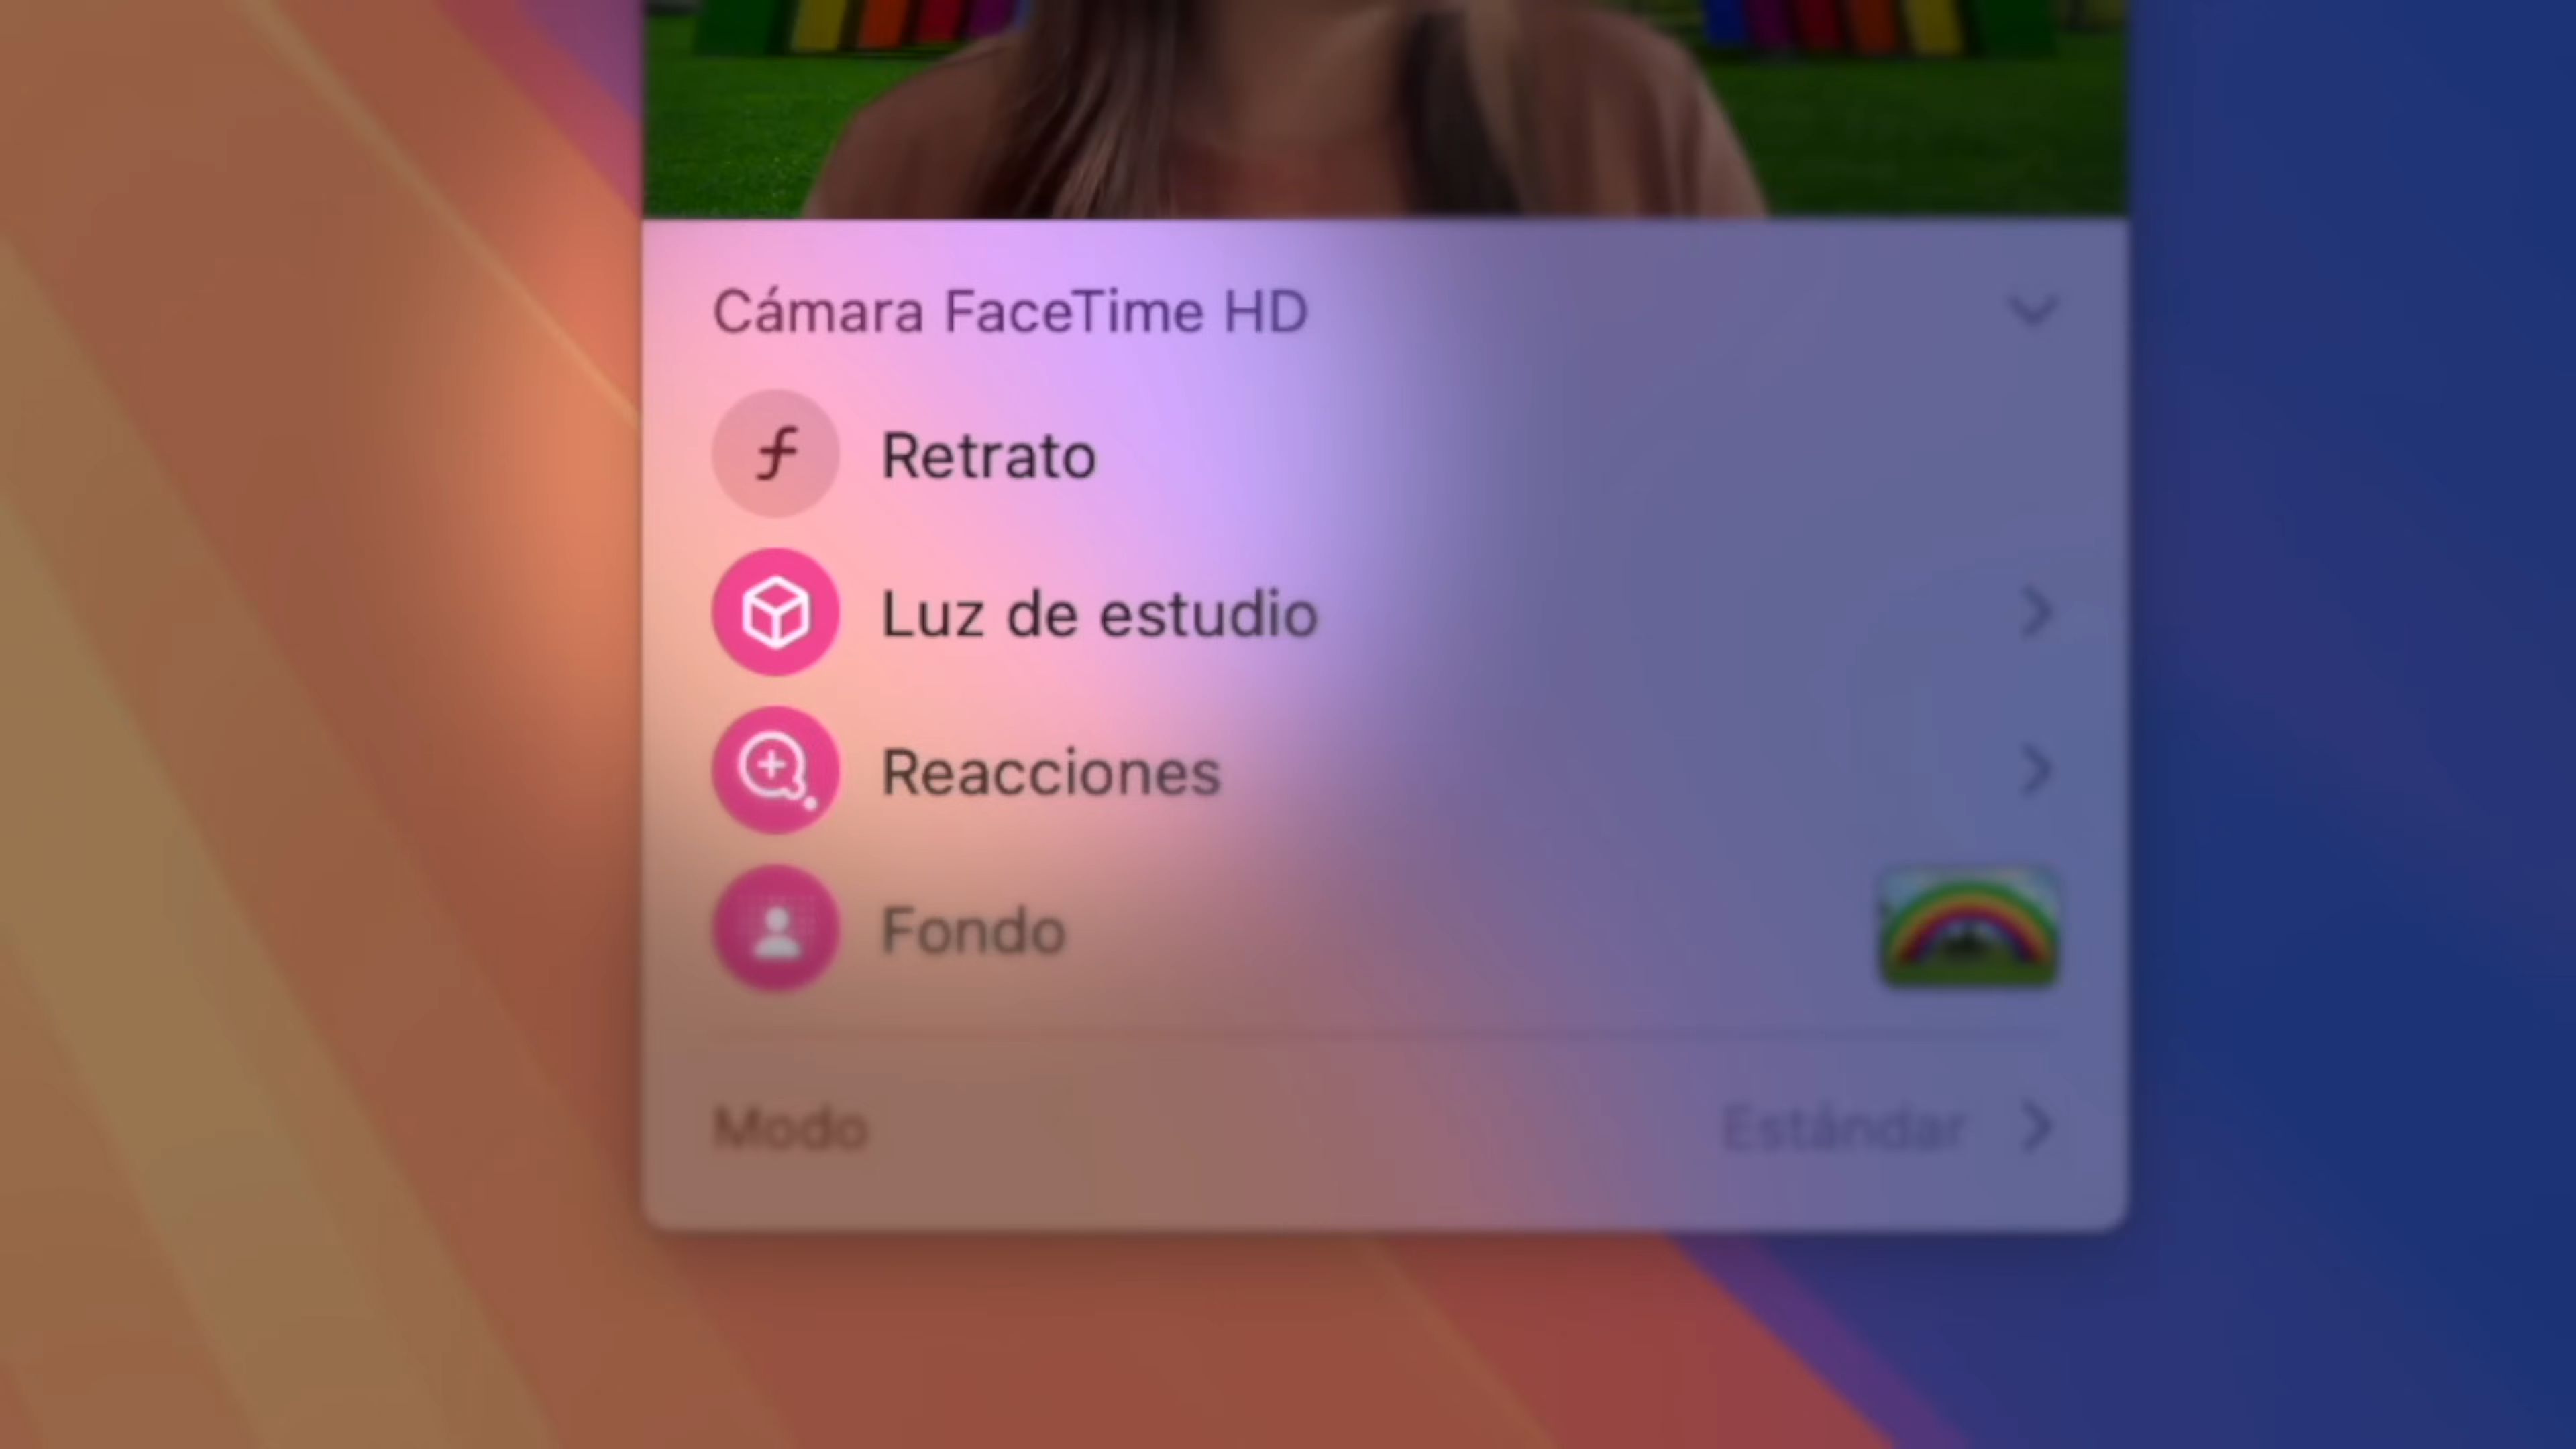 Cámara FaceTime HD
Retrato
Luz de estudio
Reacciones
Fondo
Modo
Estándar